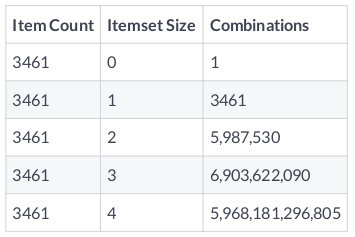 Item Count Itemset Size Combinations
3461 0 1
3461 1 3461
3461 2 5,987,530
3461 3 6,903,622,090
3461 4 5,968,181,296,805